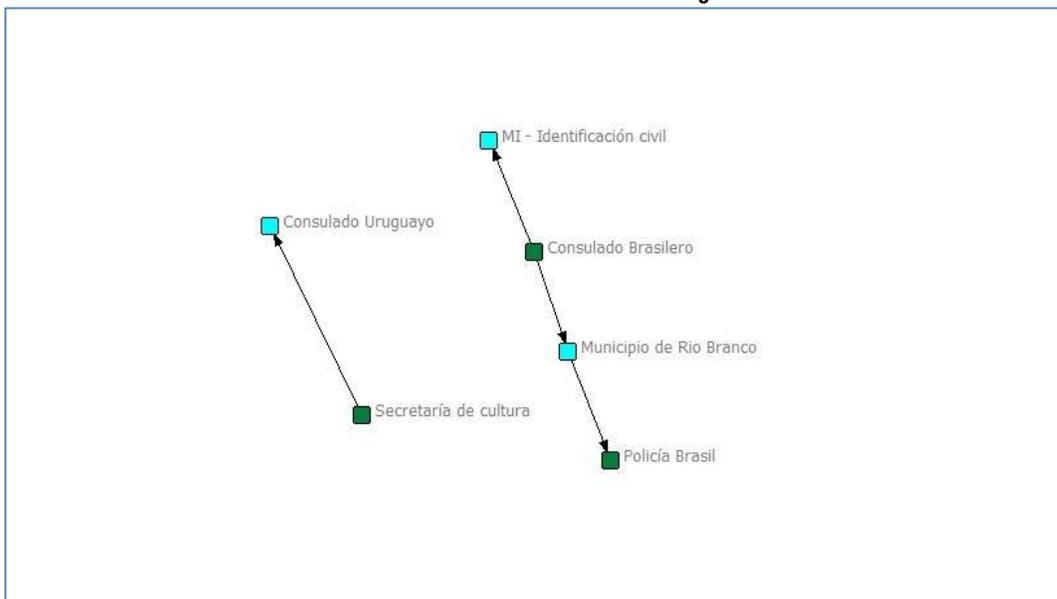 MI - Identificación civil
Consulado Uruguayo
Consulado Brasilero
Municipio de Rio Branco
Secretaría de cultura
Policía Brasil